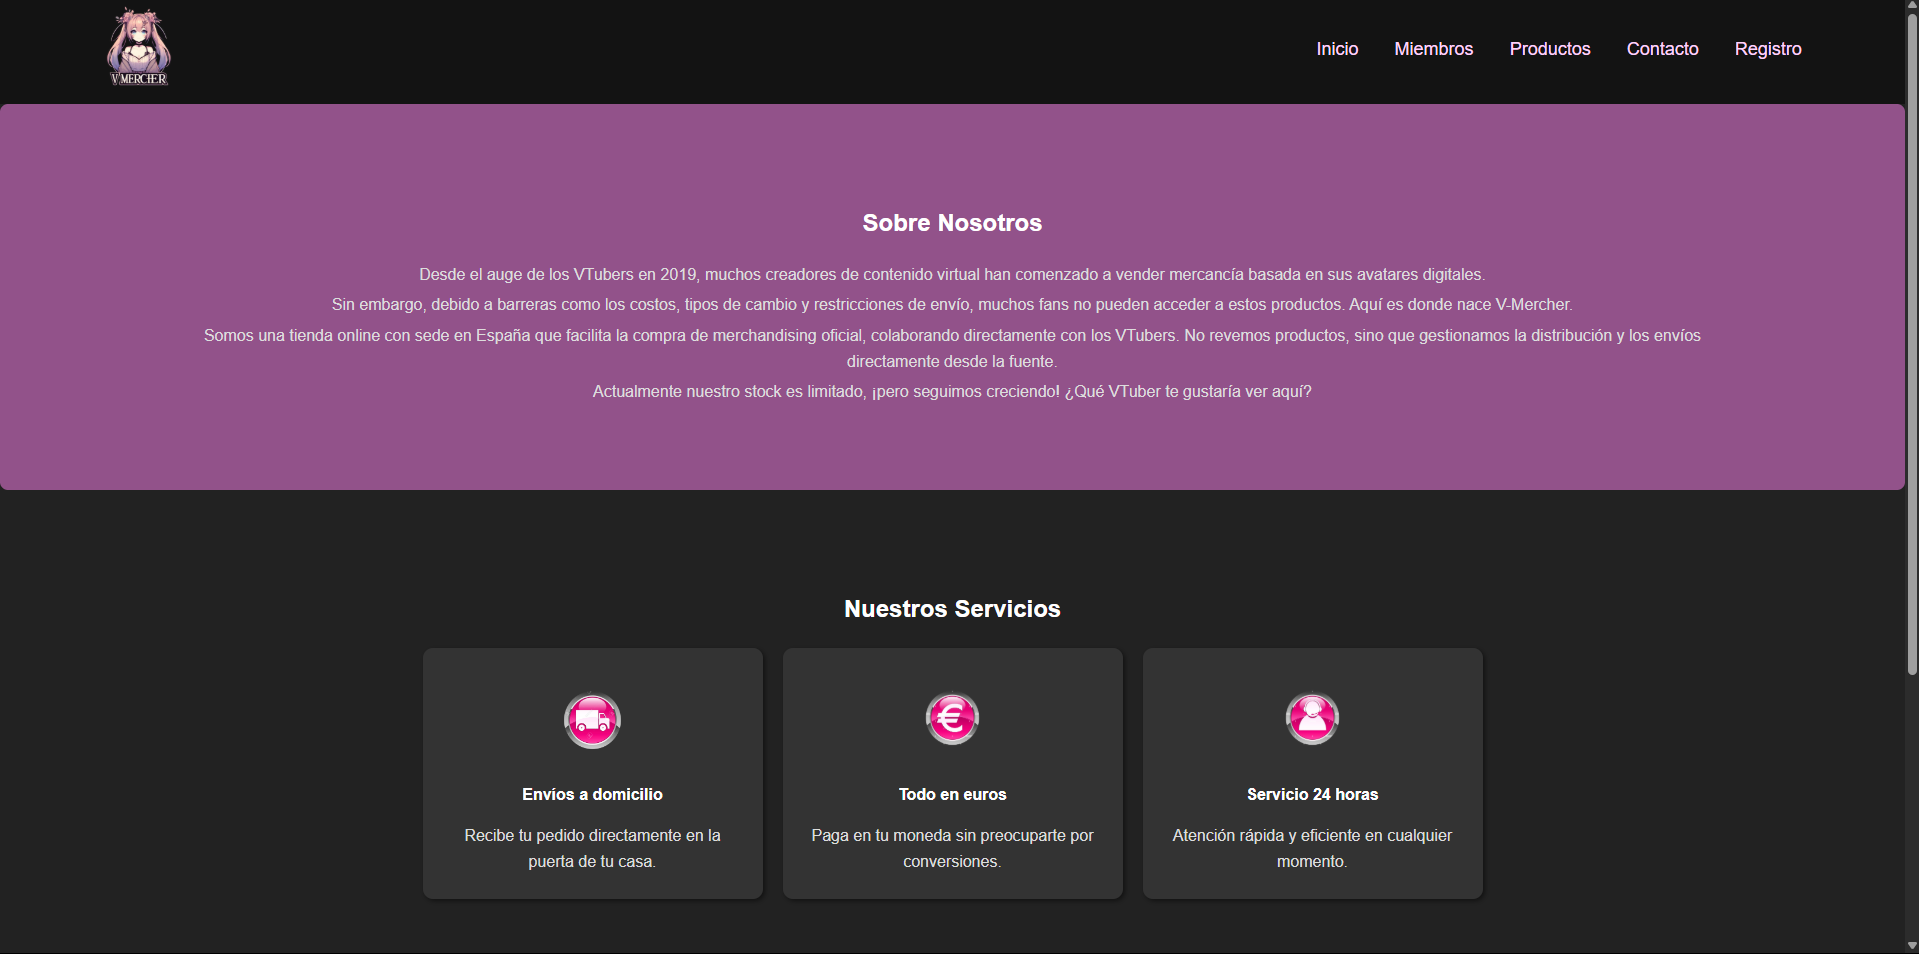 V-MERCHER
Inicio
Miembros
Productos
Contacto
Registro
Sobre Nosotros
Desde el auge de los VTubers en 2019, muchos creadores de contenido virtual han comenzado a vender mercancía basada en sus avatares digitales.
Sin embargo, debido a barreras como los costos, tipos de cambio y restricciones de envío, muchos fans no pueden acceder a estos productos. Aquí es donde nace V-Mercher.
Somos una tienda online con sede en España que facilita la compra de merchandising oficial, colaborando directamente con los VTubers. No revemos productos, sino que gestionamos la distribución y los envíos
directamente desde la fuente.
Actualmente nuestro stock es limitado, ¡pero seguimos creciendo! ¿Qué VTuber te gustaría ver aquí?
Nuestros Servicios
€
Envíos a domicilio
Recibe tu pedido directamente en la
puerta de tu casa.
Todo en euros
Paga en tu moneda sin preocuparte por
conversiones.
Servicio 24 horas
Atención rápida y eficiente en cualquier
momento.